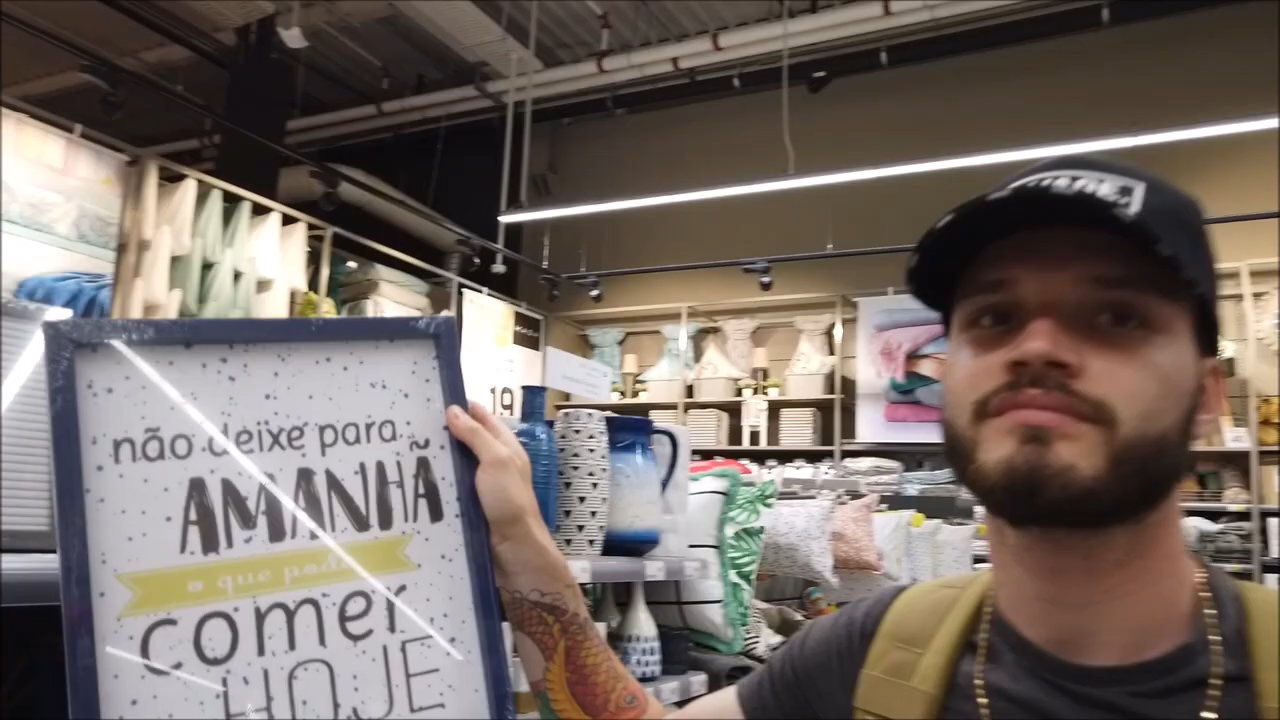 não deixe para
AMANHÃ
o que pode
comer
HOJE
19